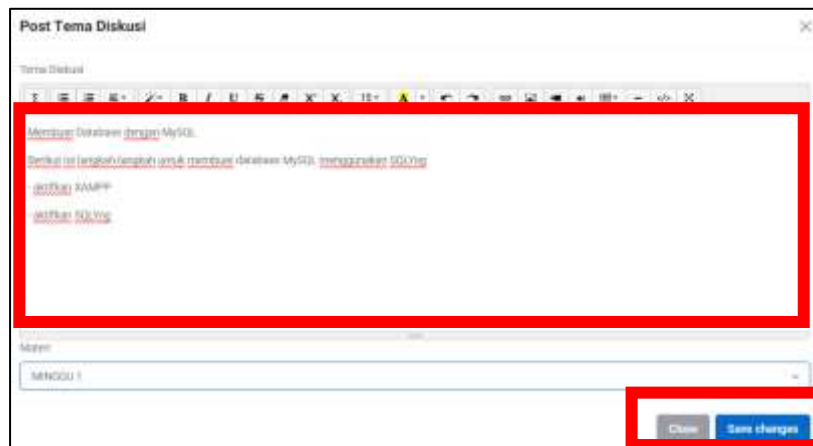 Post Tema Diskusi
Tema Diskusi
Membuat Database dengan MySQL
Berikut ini langkah-langkah untuk membuat database MySQL menggunakan SQLYog
- aktifkan XAMPP
- aktifkan SQLYog
Materi
MINGGU 1
Close Save changes